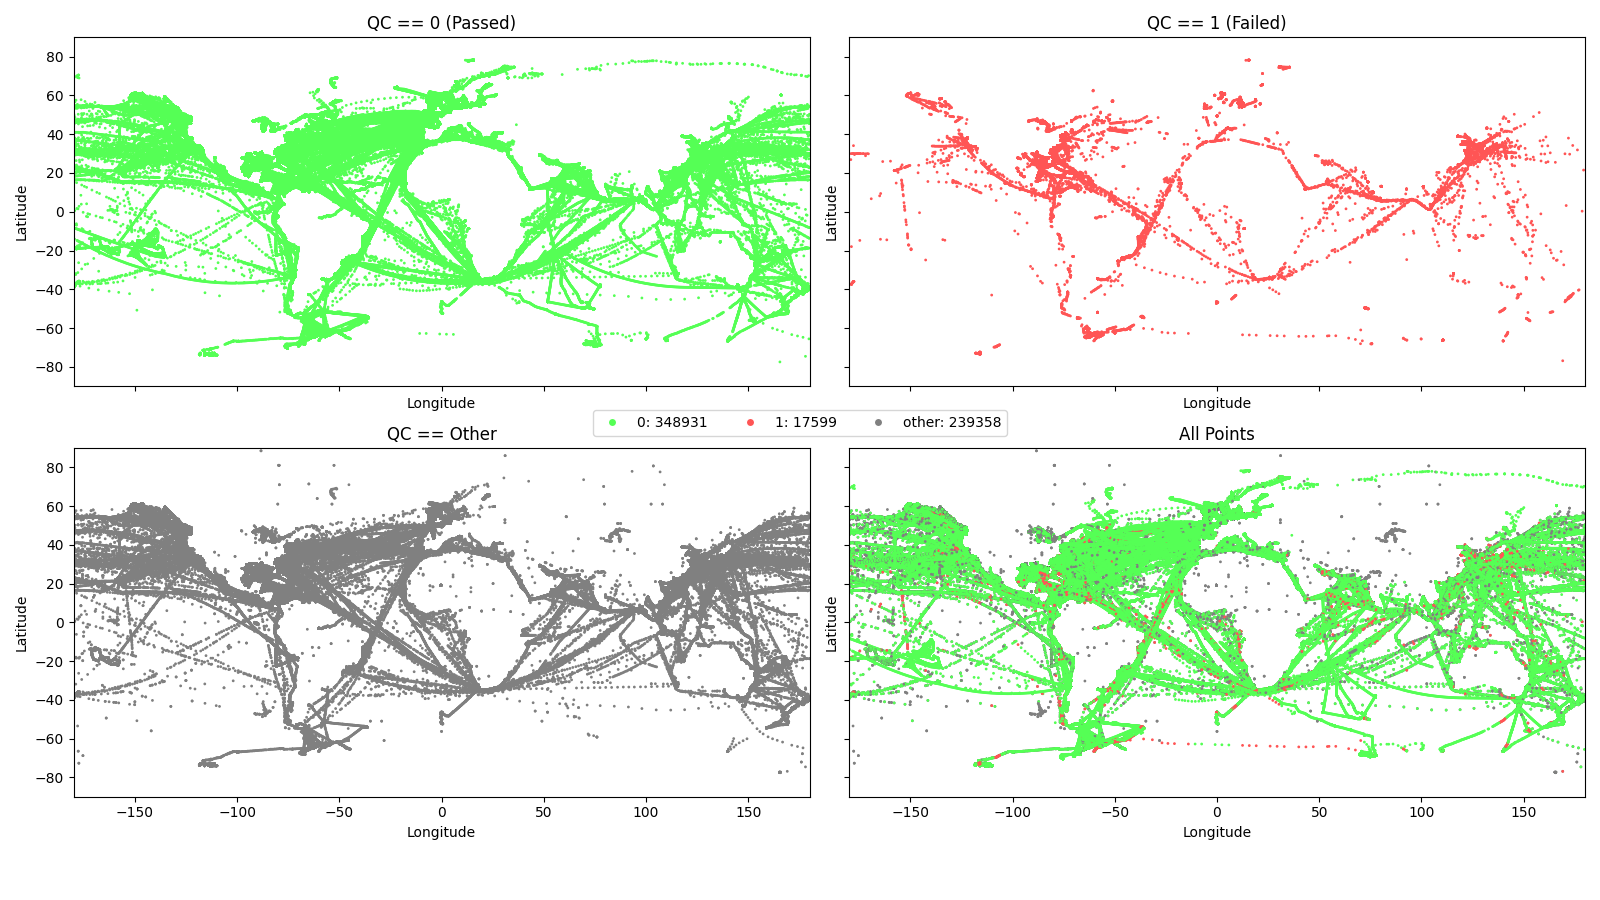 QC == 0 (Passed)
QC == 1 (Failed)
80
60
40
20
0
−20
−40
−60
−80
Latitude
Latitude
Longitude
Longitude
0: 348931 1: 17599 other: 239358
QC == Other
All Points
80
60
40
20
0
−20
−40
−60
−80
Latitude
Latitude
−150 −100 −50 0 50 100 150
−150 −100 −50 0 50 100 150
Longitude
Longitude